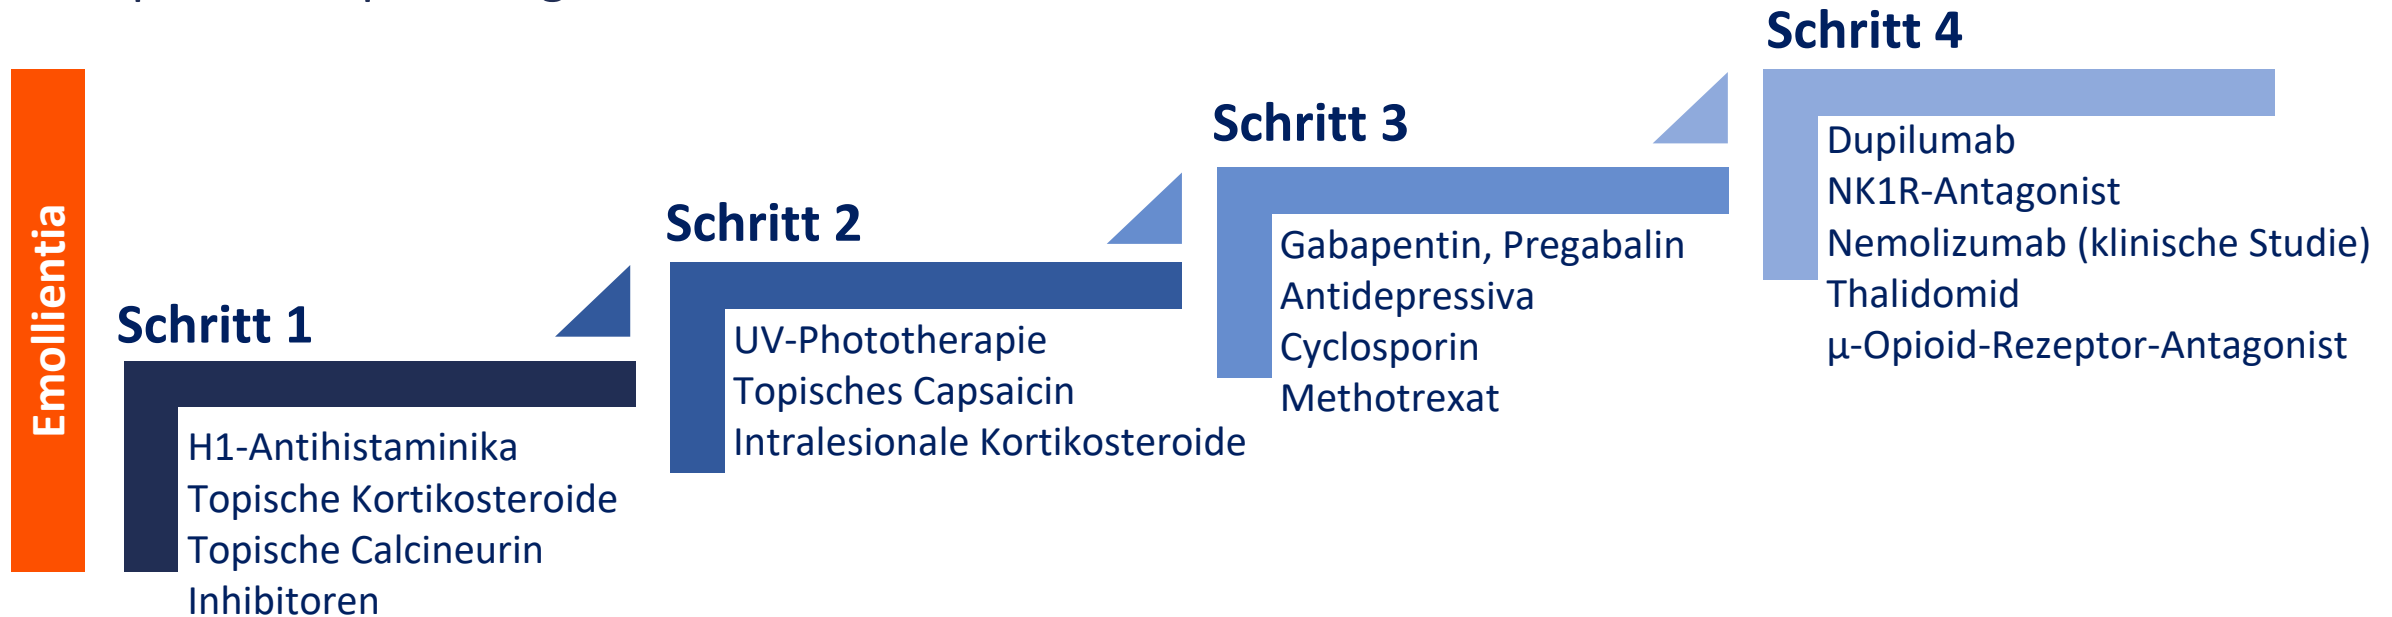 Emollientia
Schritt 1
H1-Antihistaminika
Topische Kortikosteroide
Topische Calcineurin
Inhibitoren
Schritt 2
UV-Phototherapie
Topisches Capsaicin
Intralesionale Kortikosteroide
Schritt 3
Gabapentin, Pregabalin
Antidepressiva
Cyclosporin
Methotrexat
Schritt 4
Dupilumab
NK1R-Antagonist
Nemolizumab (klinische Studie)
Thalidomid
µ-Opioid-Rezeptor-Antagonist